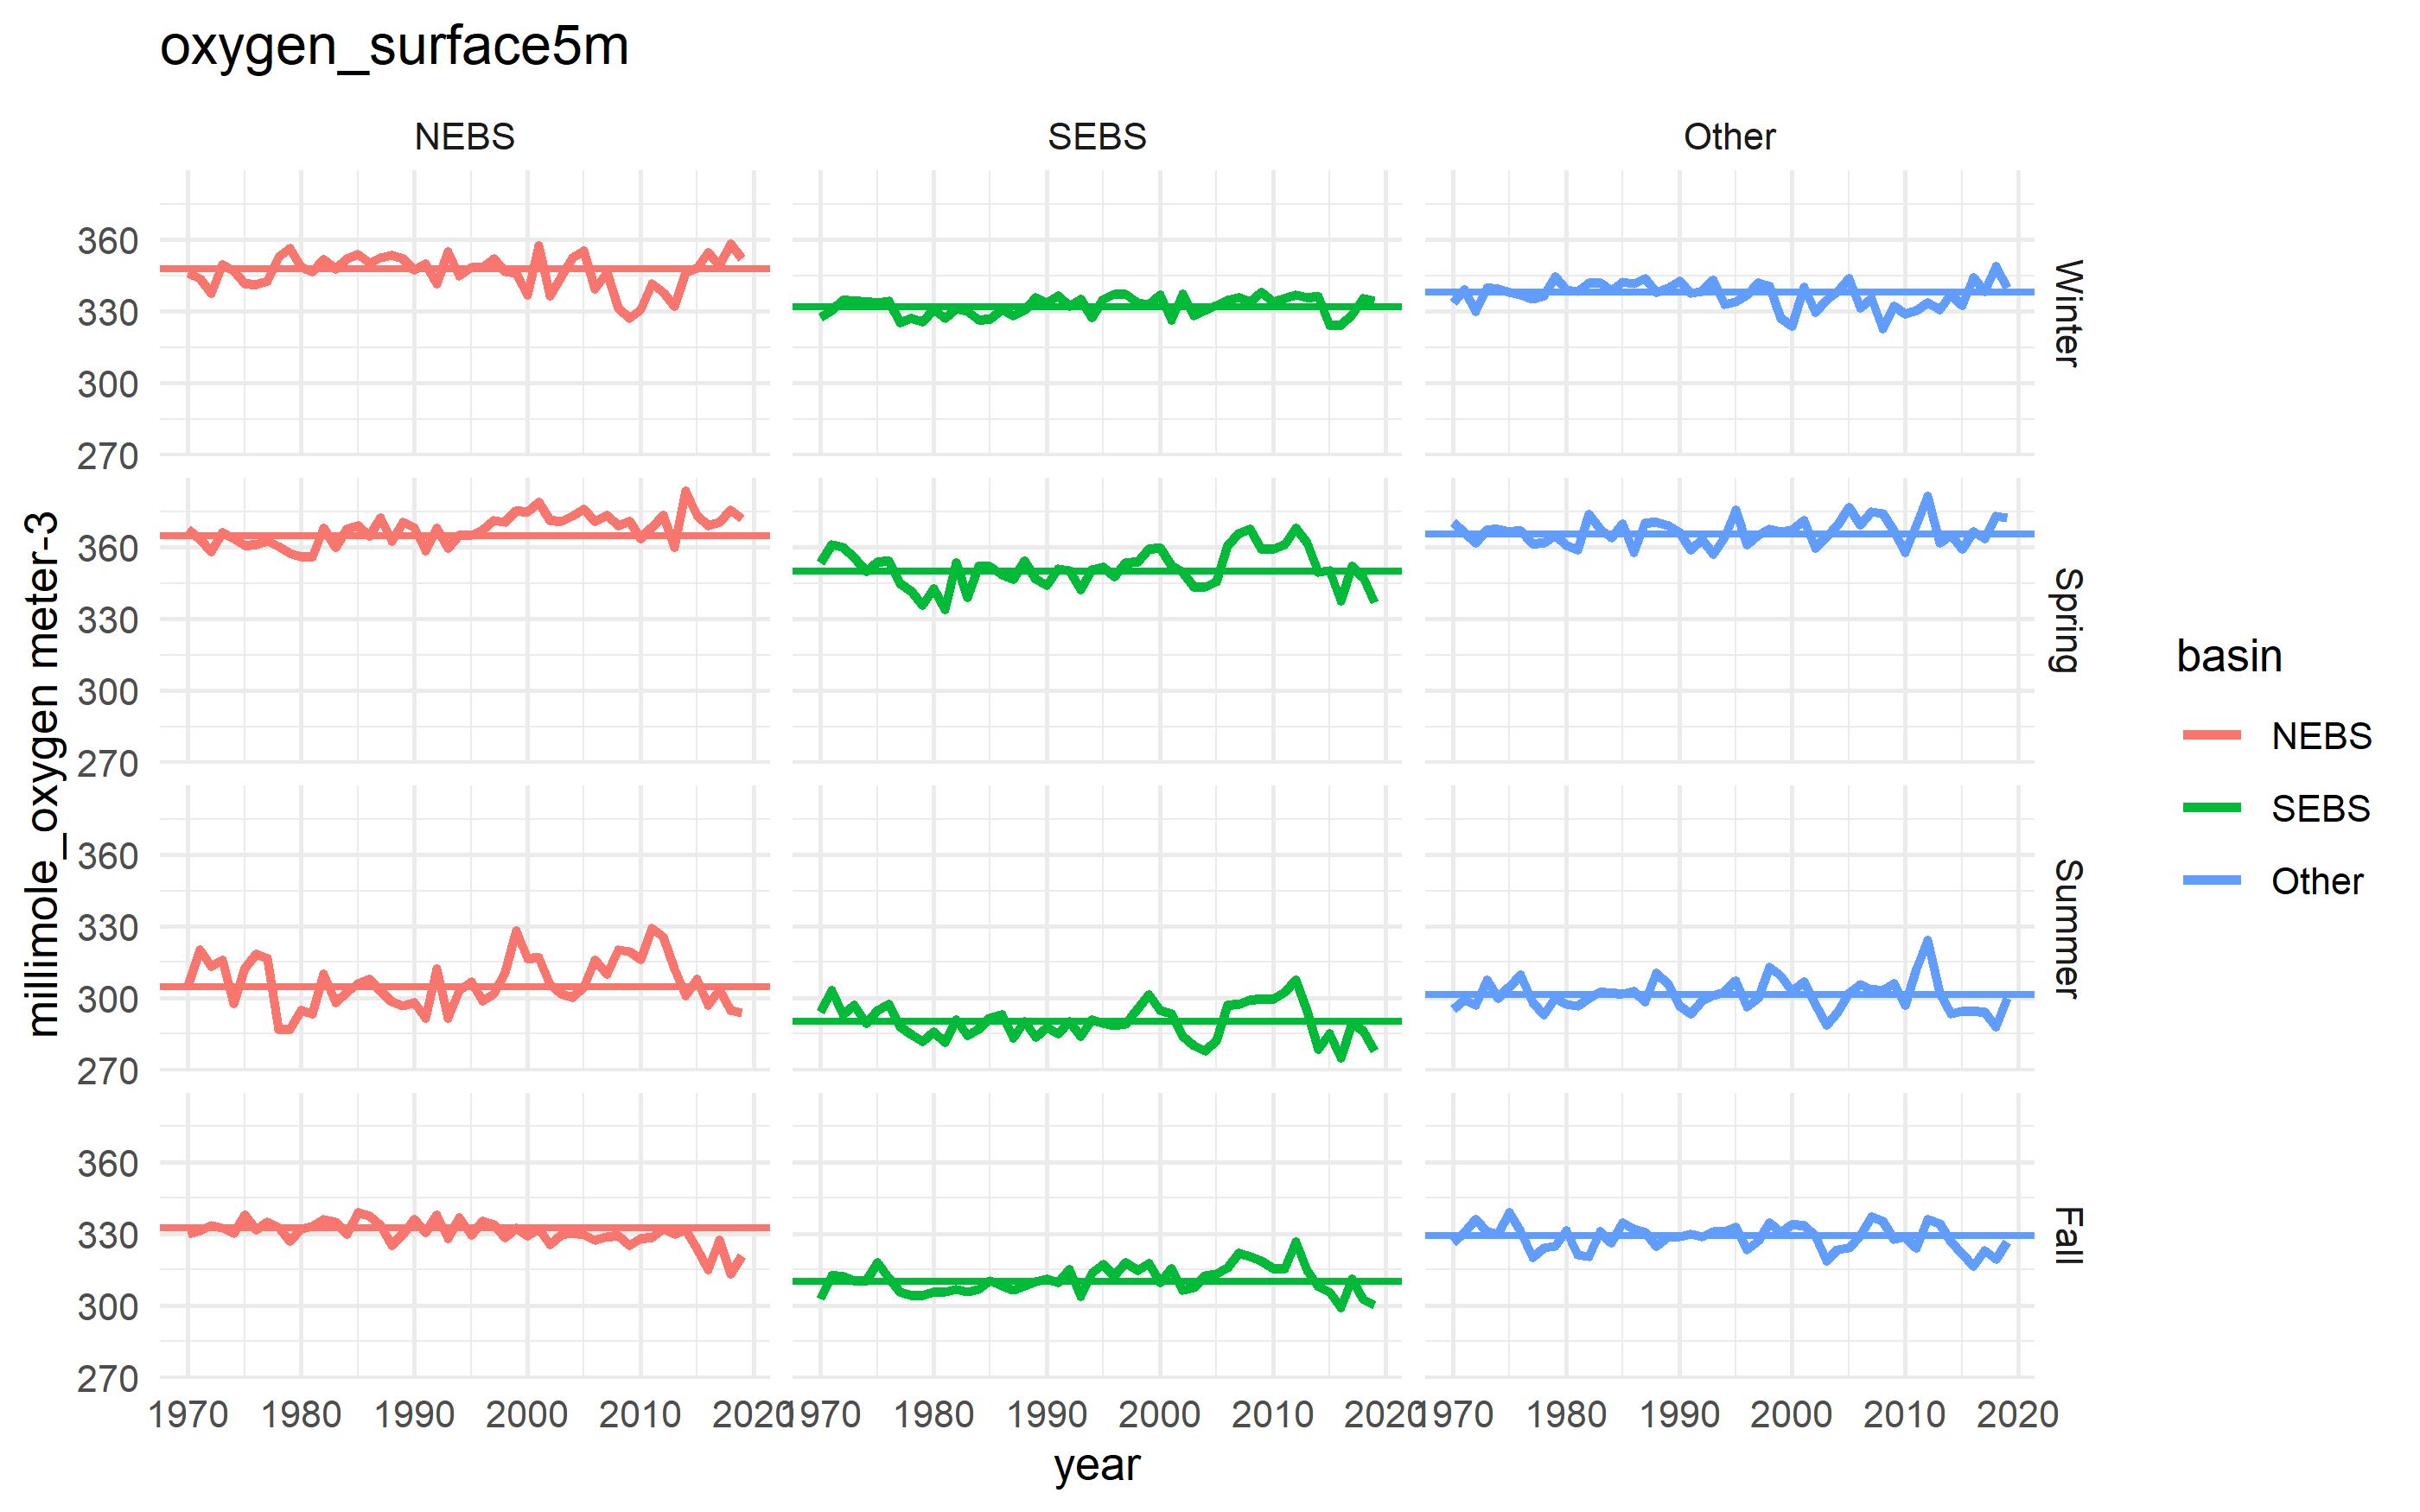 oxygen_surface5m
NEBS
SEBS
Other
360
330
300
270
Winter
360
330
300
270
Spring
360
330
300
270
Summer
360
330
300
270
Fall
millimole_oxygen meter-3
1970 1980 1990 2000 2010 2020
1970 1980 1990 2000 2010 2020
1970 1980 1990 2000 2010 2020
year
basin
NEBS
SEBS
Other